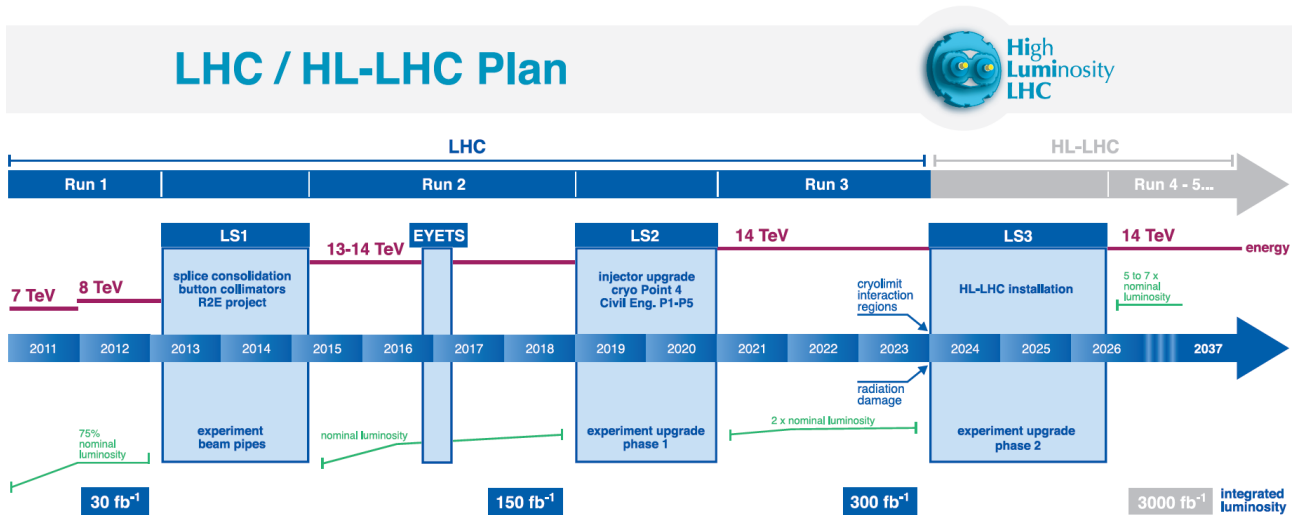 LHC / HL-LHC Plan
High
Luminosity
LHC
LHC
HL-LHC
Run 1
Run 2
Run 3
Run 4 - 5...
LS1
EYETS
LS2
LS3
7 TeV
8 TeV
13-14 TeV
14 TeV
14 TeV
energy
splice consolidation
button collimators
R2E project
injector upgrade
cryo Point 4
Civil Eng. P1-P5
cryolimit
interaction
regions
HL-LHC installation
5 to 7 x
nominal
luminosity
2011 2012 2013 2014 2015 2016 2017 2018 2019 2020 2021 2022 2023 2024 2025 2026 2037
radiation
damage
75%
nominal
luminosity
experiment
beam pipes
nominal luminosity
experiment upgrade
phase 1
2 x nominal luminosity
experiment upgrade
phase 2
30 fb⁻¹
150 fb⁻¹
300 fb⁻¹
3000 fb⁻¹
integrated
luminosity